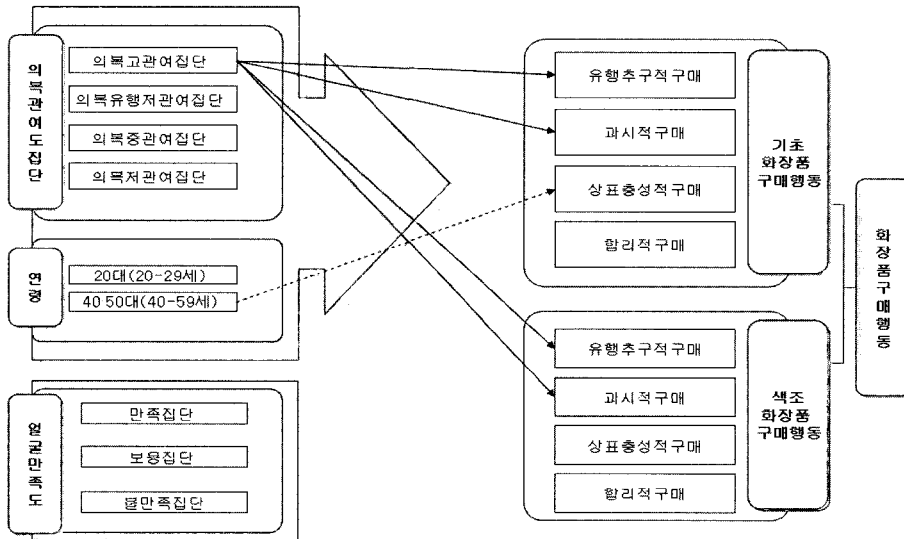 의복관여도집단
의복고관여집단
의복유행저관여집단
의복중관여집단
의복저관여집단
연령
20대(20-29세)
40 50대(40-59세)
얼굴만족도
만족집단
보통집단
불만족집단
유행추구적구매
과시적구매
상표충성적구매
합리적구매
기초
화장품
구매행동
유행추구적구매
과시적구매
상표충성적구매
합리적구매
색조
화장품
구매행동
화장품구매행동